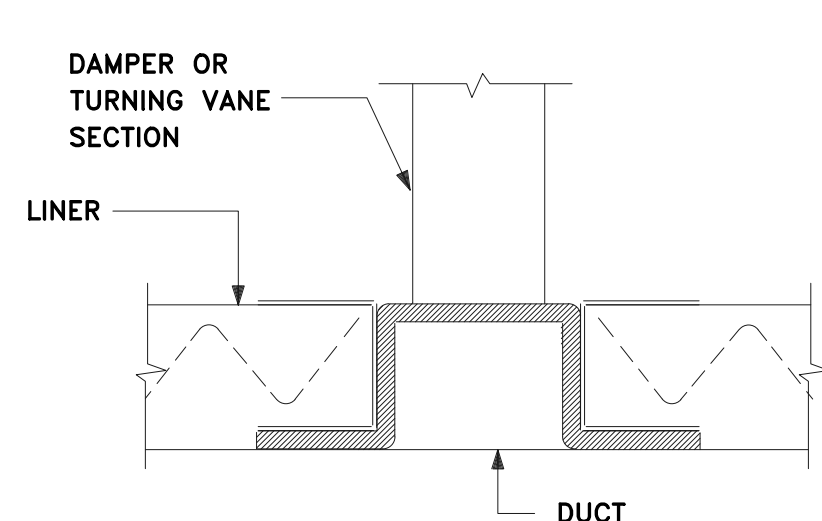 DAMPER OR
TURNING VANE
SECTION
LINER
DUCT